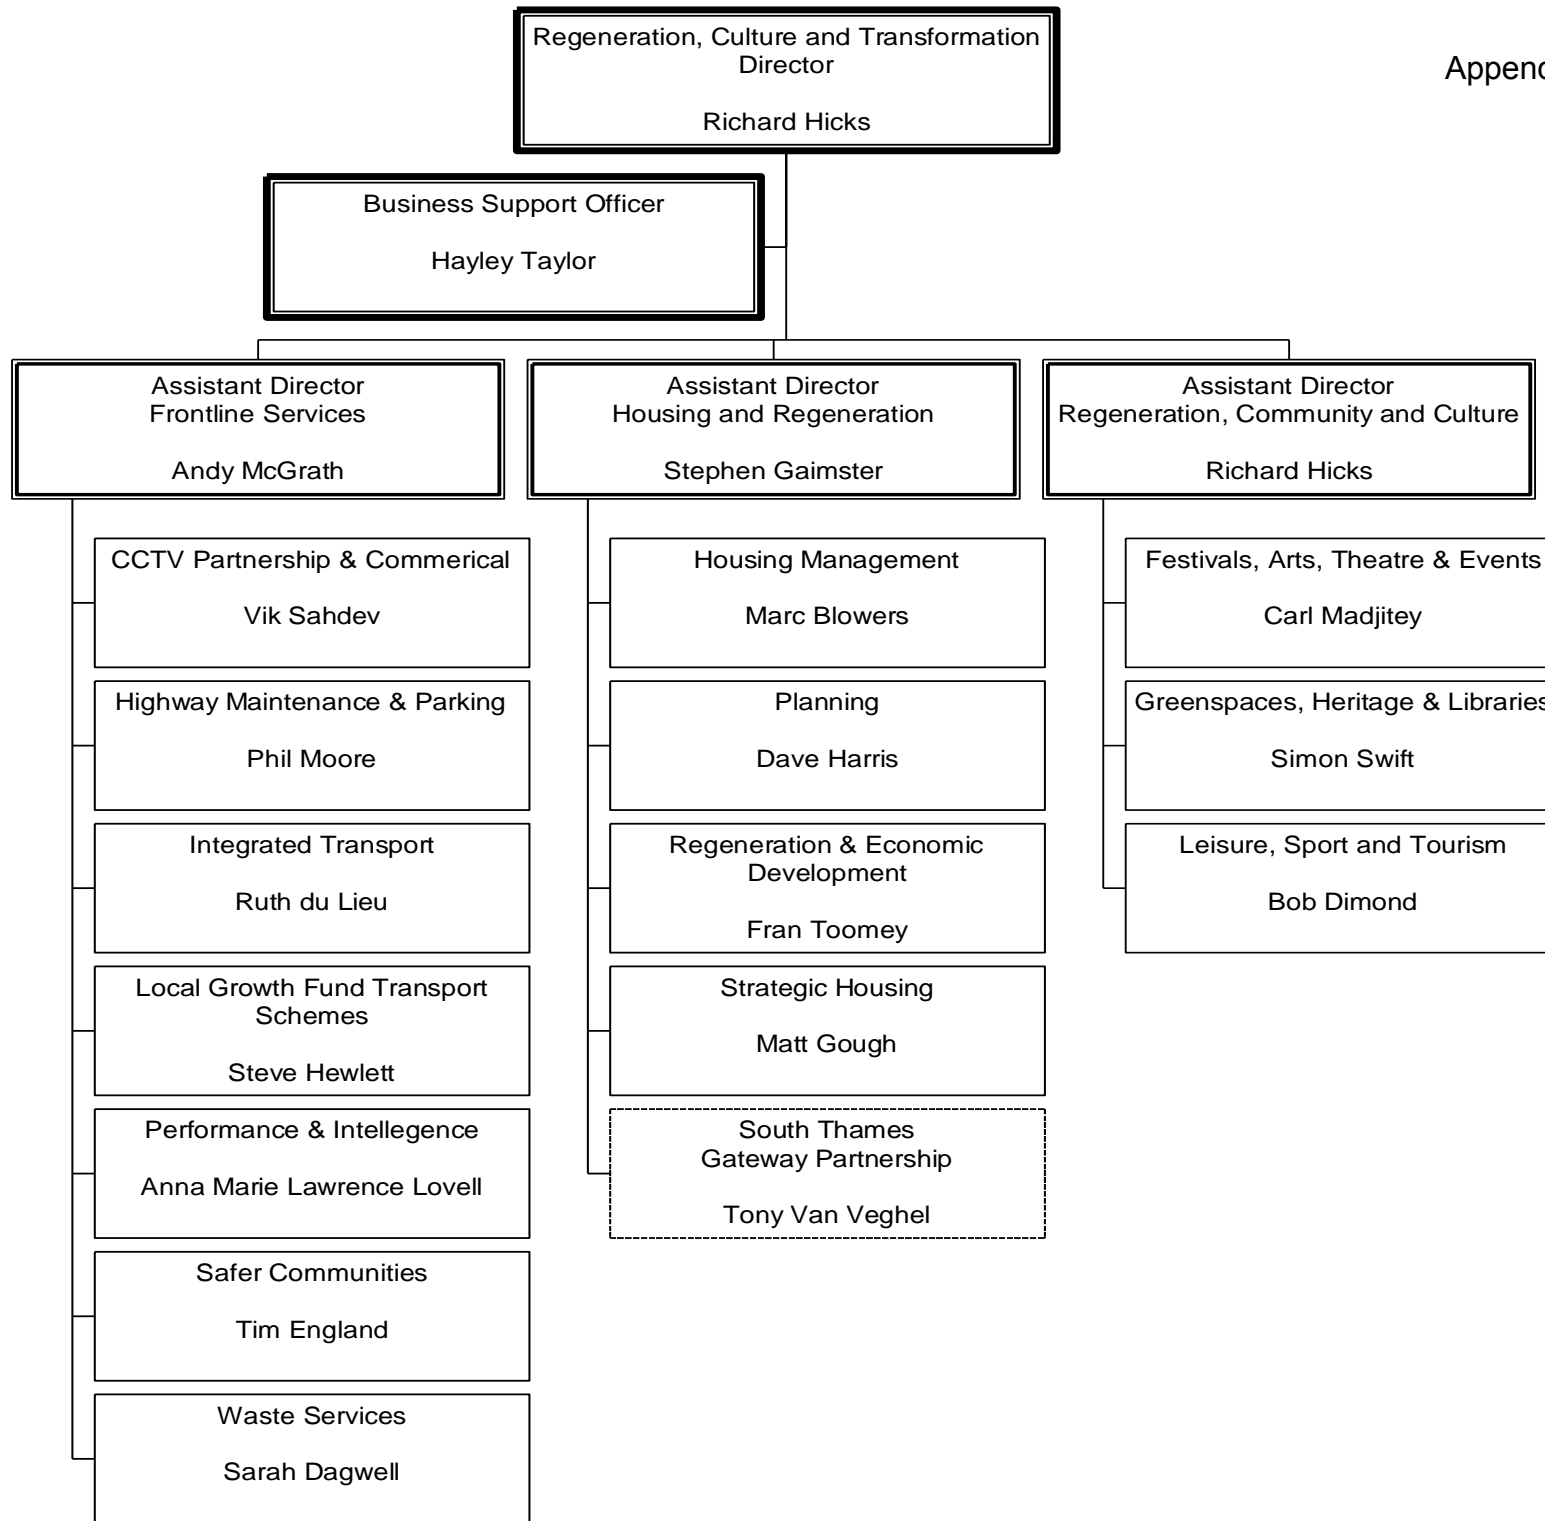 Regeneration, Culture and Transformation
Director
Richard Hicks
Appen
Business Support Officer
Hayley Taylor
Assistant Director
Frontline Services
Andy McGrath
CCTV Partnership & Commerical
Vik Sahdev
Highway Maintenance & Parking
Phil Moore
Integrated Transport
Ruth du Lieu
Local Growth Fund Transport
Schemes
Steve Hewlett
Performance & Intellegence
Anna Marie Lawrence Lovell
Safer Communities
Tim England
Waste Services
Sarah Dagwell
Assistant Director
Housing and Regeneration
Stephen Gaimster
Housing Management
Marc Blowers
Planning
Dave Harris
Regeneration & Economic
Development
Fran Toomey
Strategic Housing
Matt Gough
South Thames
Gateway Partnership
Tony Van Veghel
Assistant Director
Regeneration, Community and Culture
Richard Hicks
Festivals, Arts, Theatre & Events
Carl Madjitey
Greenspaces, Heritage & Libraries
Simon Swift
Leisure, Sport and Tourism
Bob Dimond